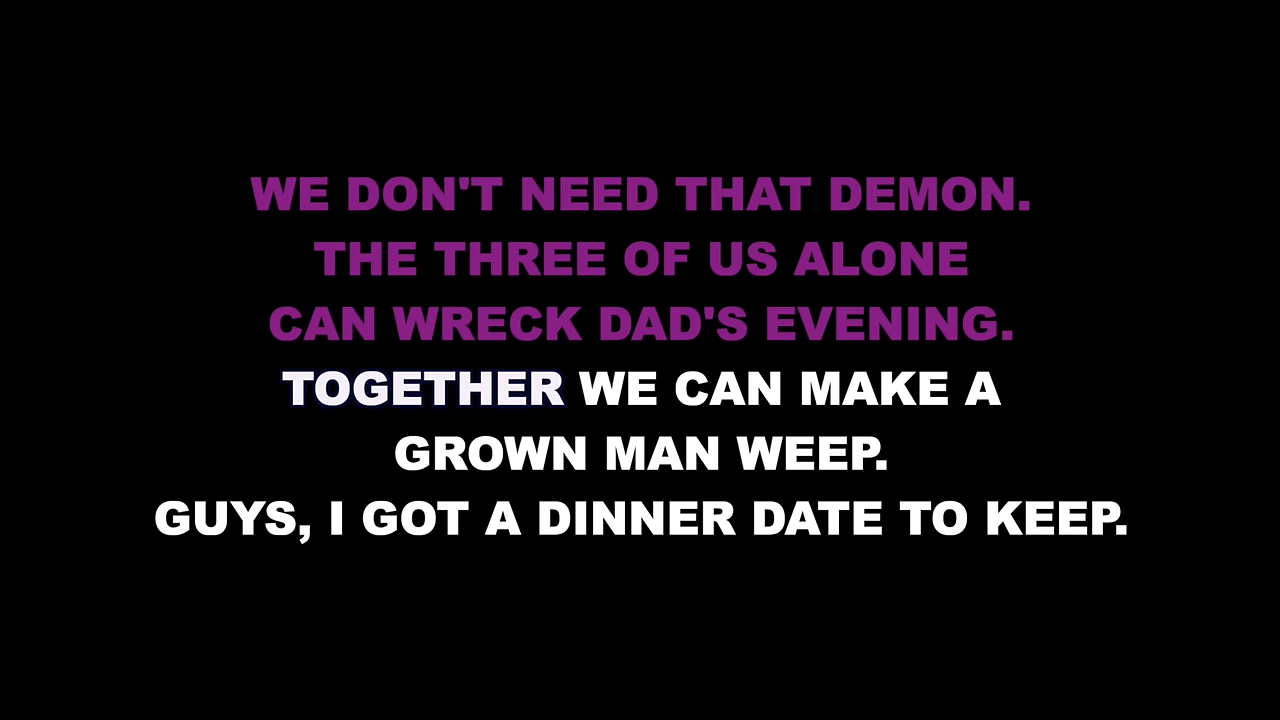 WE DON'T NEED THAT DEMON.
THE THREE OF US ALONE
CAN WRECK DAD'S EVENING.
TOGETHER WE CAN MAKE A
GROWN MAN WEEP.
GUYS, I GOT A DINNER DATE TO KEEP.